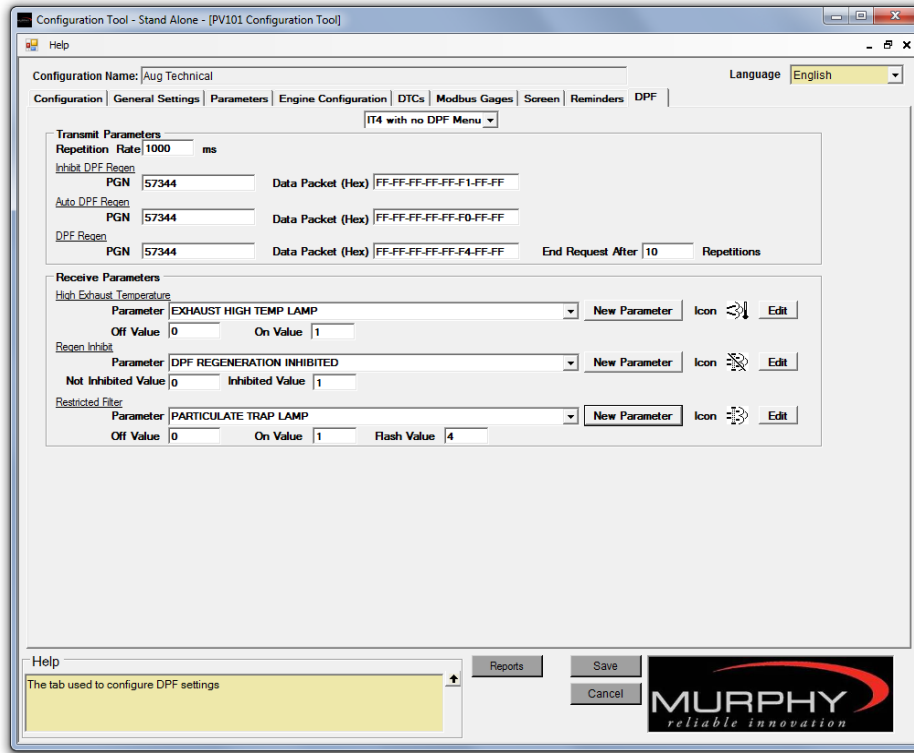 Configuration Tool - Stand Alone - [PV101 Configuration Tool]
Help
Configuration Name: Aug Technical
Language English
Configuration General Settings Parameters Engine Configuration DTCs Modbus Gages Screen Reminders DPF
IT4 with no DPF Menu
Transmit Parameters
Repetition Rate 1000 ms
Inhibit DPF Regen
PGN 57344 Data Packet (Hex) FF-FF-FF-FF-FF-F1-FF-FF
Auto DPF Regen
PGN 57344 Data Packet (Hex) FF-FF-FF-FF-FF-F0-FF-FF
DPF Regen
PGN 57344 Data Packet (Hex) FF-FF-FF-FF-FF-F4-FF-FF End Request After 10 Repetitions
Receive Parameters
High Exhaust Temperature
Parameter EXHAUST HIGH TEMP LAMP New Parameter Icon Edit
Off Value 0 On Value 1
Regen Inhibit
Parameter DPF REGENERATION INHIBITED New Parameter Icon Edit
Not Inhibited Value 0 Inhibited Value 1
Restricted Filter
Parameter PARTICULATE TRAP LAMP New Parameter Icon Edit
Off Value 0 On Value 1 Flash Value 4
Help
The tab used to configure DPF settings
Reports
Save
Cancel
MURPHY
reliable innovation